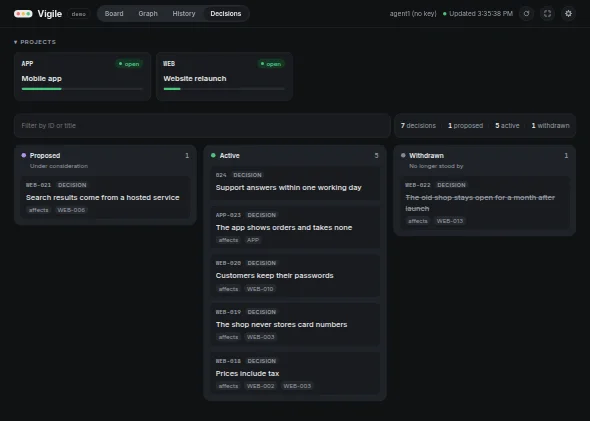 Vigile demo Board Graph History Decisions agent1 (no key) Updated 3:35:38 PM
PROJECTS
APP open
Mobile app
WEB open
Website relaunch
Filter by ID or title
7 decisions 1 proposed 5 active 1 withdrawn
Proposed 1
Under consideration
WEB-021 DECISION
Search results come from a hosted service
affects WEB-006
Active 5
024 DECISION
Support answers within one working day
APP-023 DECISION
The app shows orders and takes none
affects APP
WEB-020 DECISION
Customers keep their passwords
affects WEB-010
WEB-019 DECISION
The shop never stores card numbers
affects WEB-003
WEB-018 DECISION
Prices include tax
affects WEB-002 WEB-003
Withdrawn 1
No longer stood by
WEB-022 DECISION
The old shop stays open for a month after
launch
affects WEB-013